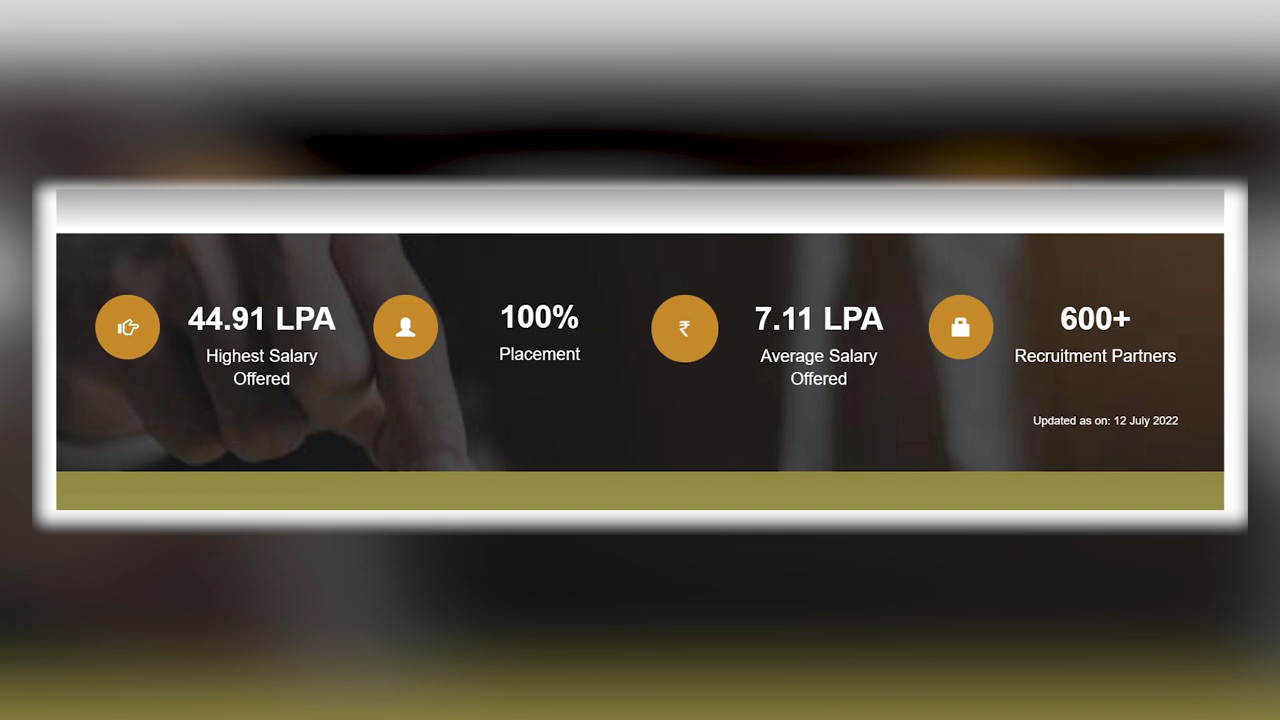 44.91 LPA
Highest Salary
Offered
100%
Placement
₹
7.11 LPA
Average Salary
Offered
600+
Recruitment Partners
Updated as on: 12 July 2022